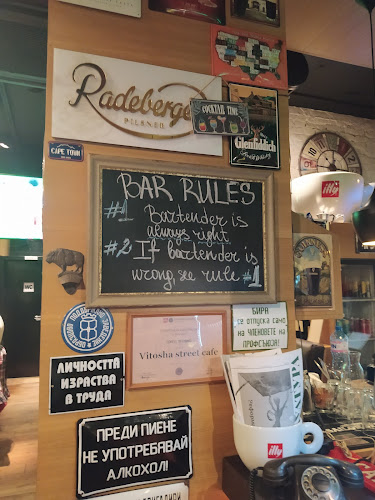 Radeberger
PILSNER
COCKTAIL TIME
Glenfiddich
CAPE TOWN
illy
BAR RULES
#1 Bartender is
always right
#2 If bartender is
wrong, see rule #1
WC
Vitosha street cafe
БИРА
СЕ ОТПУСКА САМО
НА ЧЛЕНОВЕТЕ НА
ПРОФСЪЮЗА!
ЛИЧНОСТТА
ИЗРАСТВА
В ТРУДА
ПРЕДИ ПИЕНЕ
НЕ УПОТРЕБЯВАЙ
АЛКОХОЛ!
illy